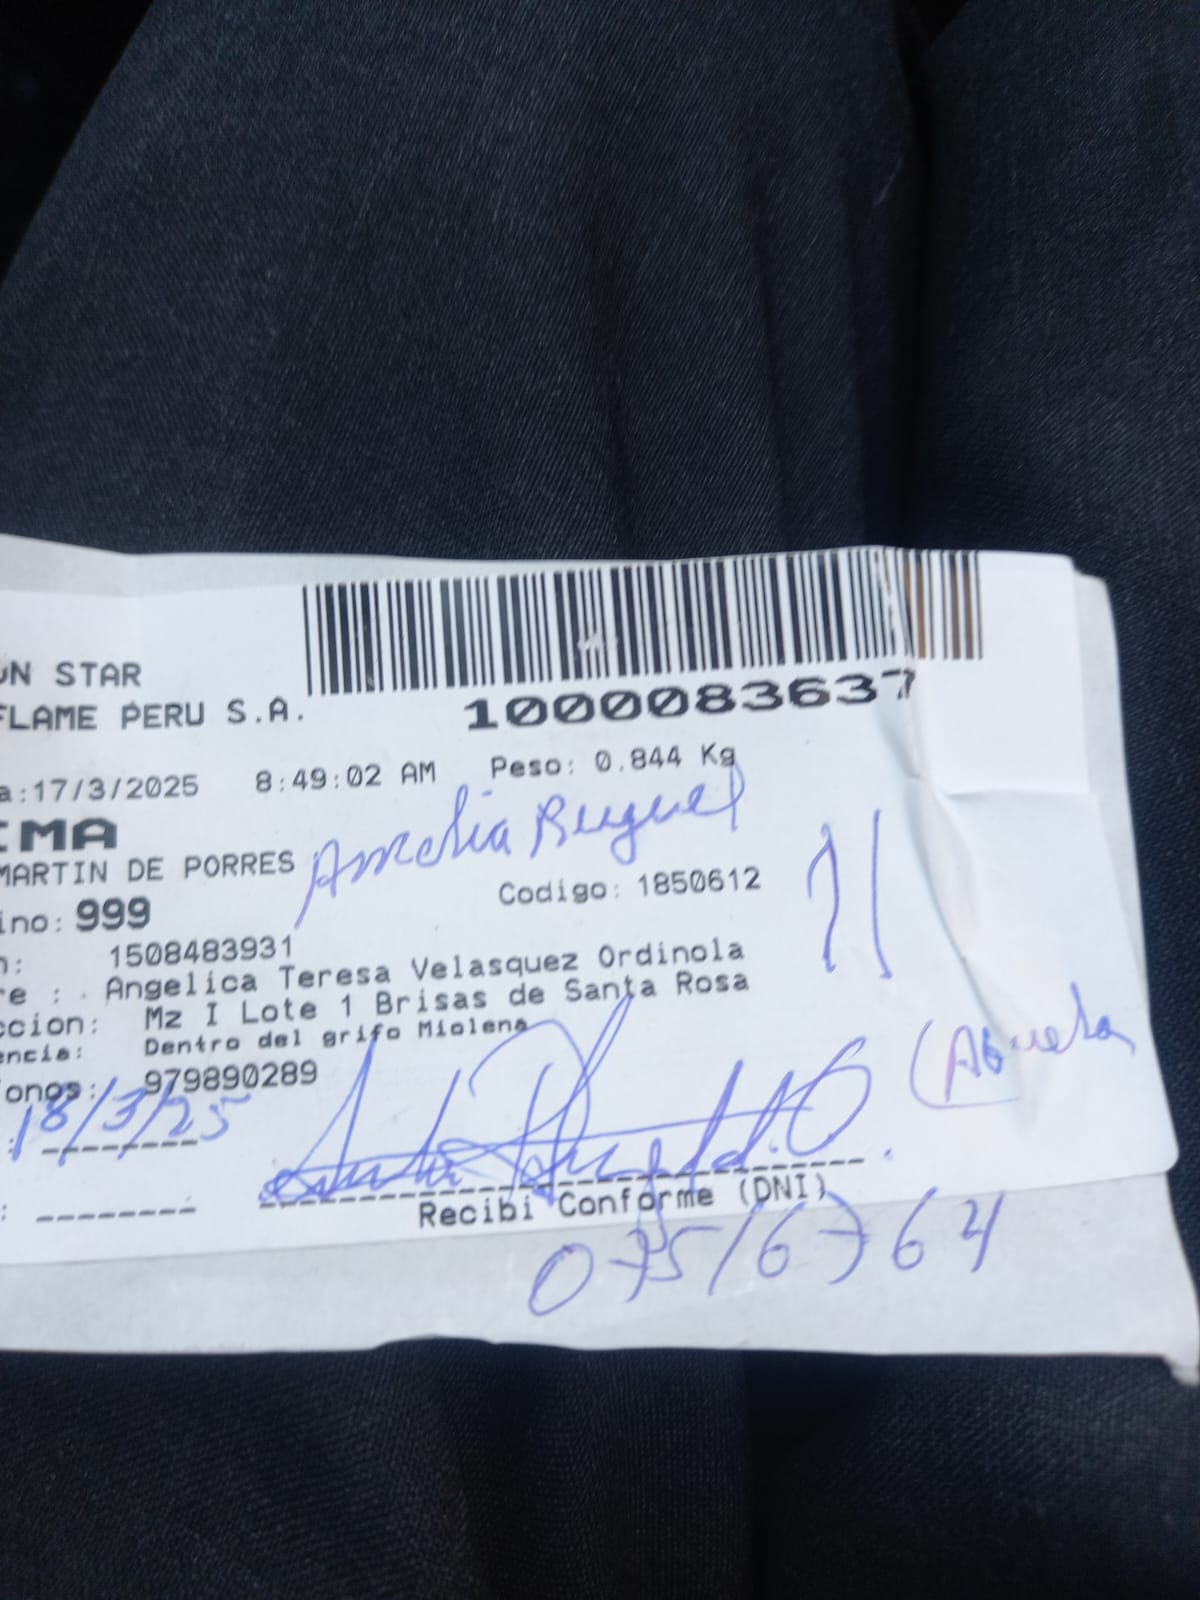 ON STAR
FLAME PERU S.A.
1000083637
a:17/3/2025 8:49:02 AM Peso: 0.844 Kg
IMA
MARTIN DE PORRES
Amelia
ino: 999 Codigo: 1850612
n: 1508483931
re : Angelica Teresa Velasquez Ordinola
ccion: Mz I Lote 1 Brisas de Santa Rosa
encia: Dentro del grifo Miolena
onos: 979890289
(Abuela
: 18/3/25
:
Recibi Conforme (DNI)
07516764